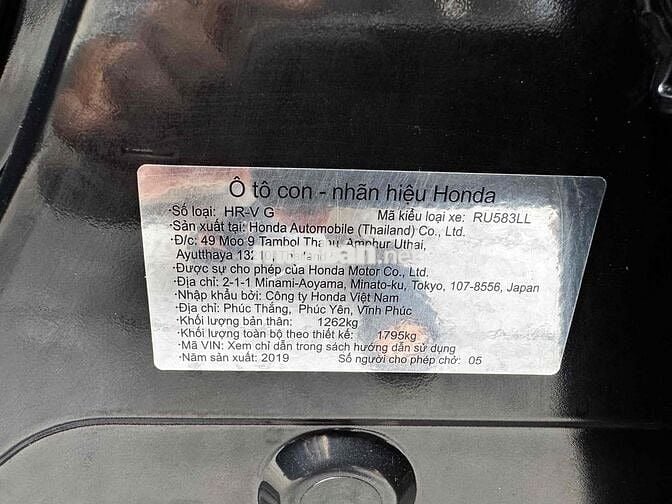 Ô tô con - nhãn hiệu Honda
Số loại: HR-V G Mã kiểu loại xe: RU583LL
Sản xuất tại: Honda Automobile (Thailand) Co., Ltd.
Đ/c: 49 Moo 9 Tambol Thanu Amphur Uthai,
Ayutthaya
Được sự cho phép của Honda Motor Co., Ltd.
Địa chỉ: 2-1-1 Minami-Aoyama, Minato-ku, Tokyo, 107-8556, Japan
Nhập khẩu bởi: Công ty Honda Việt Nam
Địa chỉ: Phúc Thắng, Phúc Yên, Vĩnh Phúc
Khối lượng bản thân: 1262kg
Khối lượng toàn bộ theo thiết kế: 1795kg
Mã VIN: Xem chỉ dẫn trong sách hướng dẫn sử dụng
Năm sản xuất: 2019 Số người cho phép chở: 05